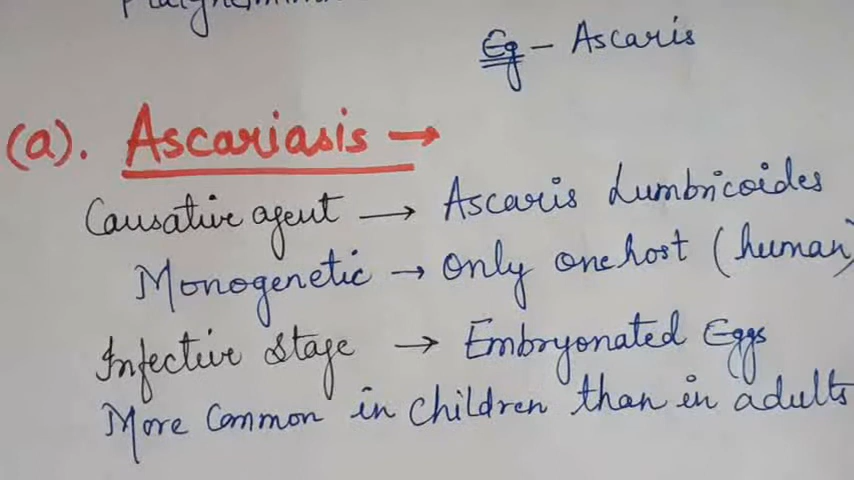 Eg - Ascaris
(a). Ascariasis →
Causative agent → Ascaris Lumbricoides
Monogenetic → Only one host (human)
Infective Stage → Embryonated Eggs
More Common in children than in adults